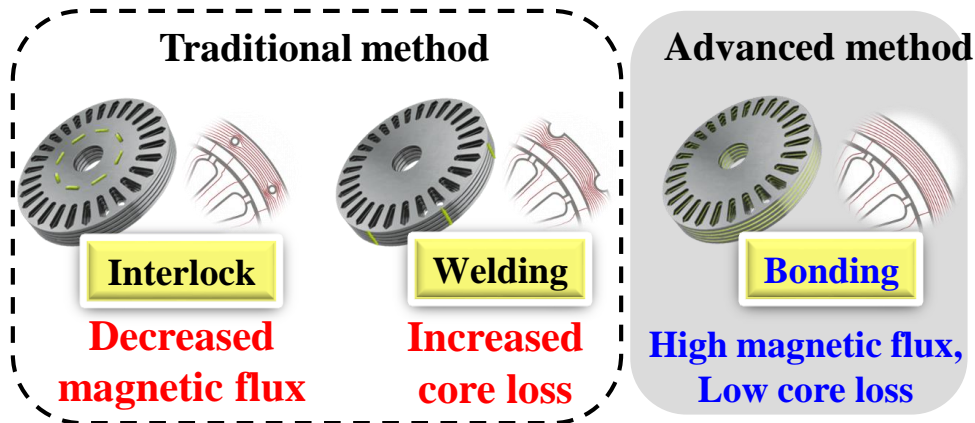 Traditional method
Advanced method
Interlock
Welding
Bonding
Decreased
magnetic flux
Increased
core loss
High magnetic flux,
Low core loss